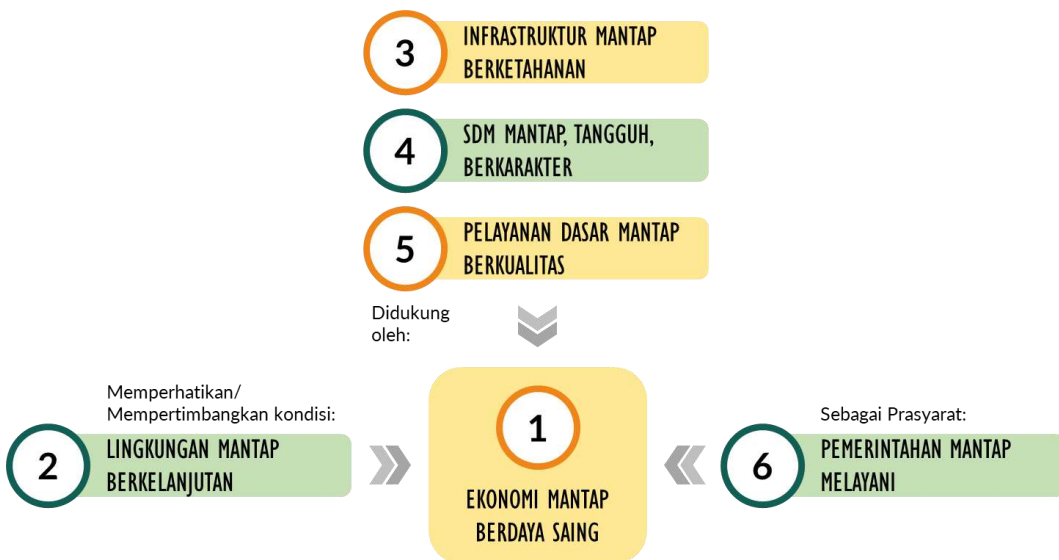 3
INFRASTRUKTUR MANTAP
BERKETAHANAN
4
SDM MANTAP, TANGGUH,
BERKARAKTER
5
PELAYANAN DASAR MANTAP
BERKUALITAS
Didukung
oleh:
Memperhatikan/
Mempertimbangkan kondisi:
2
LINGKUNGAN MANTAP
BERKELANJUTAN
1
EKONOMI MANTAP
BERDAYA SAING
Sebagai Prasyarat:
6
PEMERINTAHAN MANTAP
MELAYANI